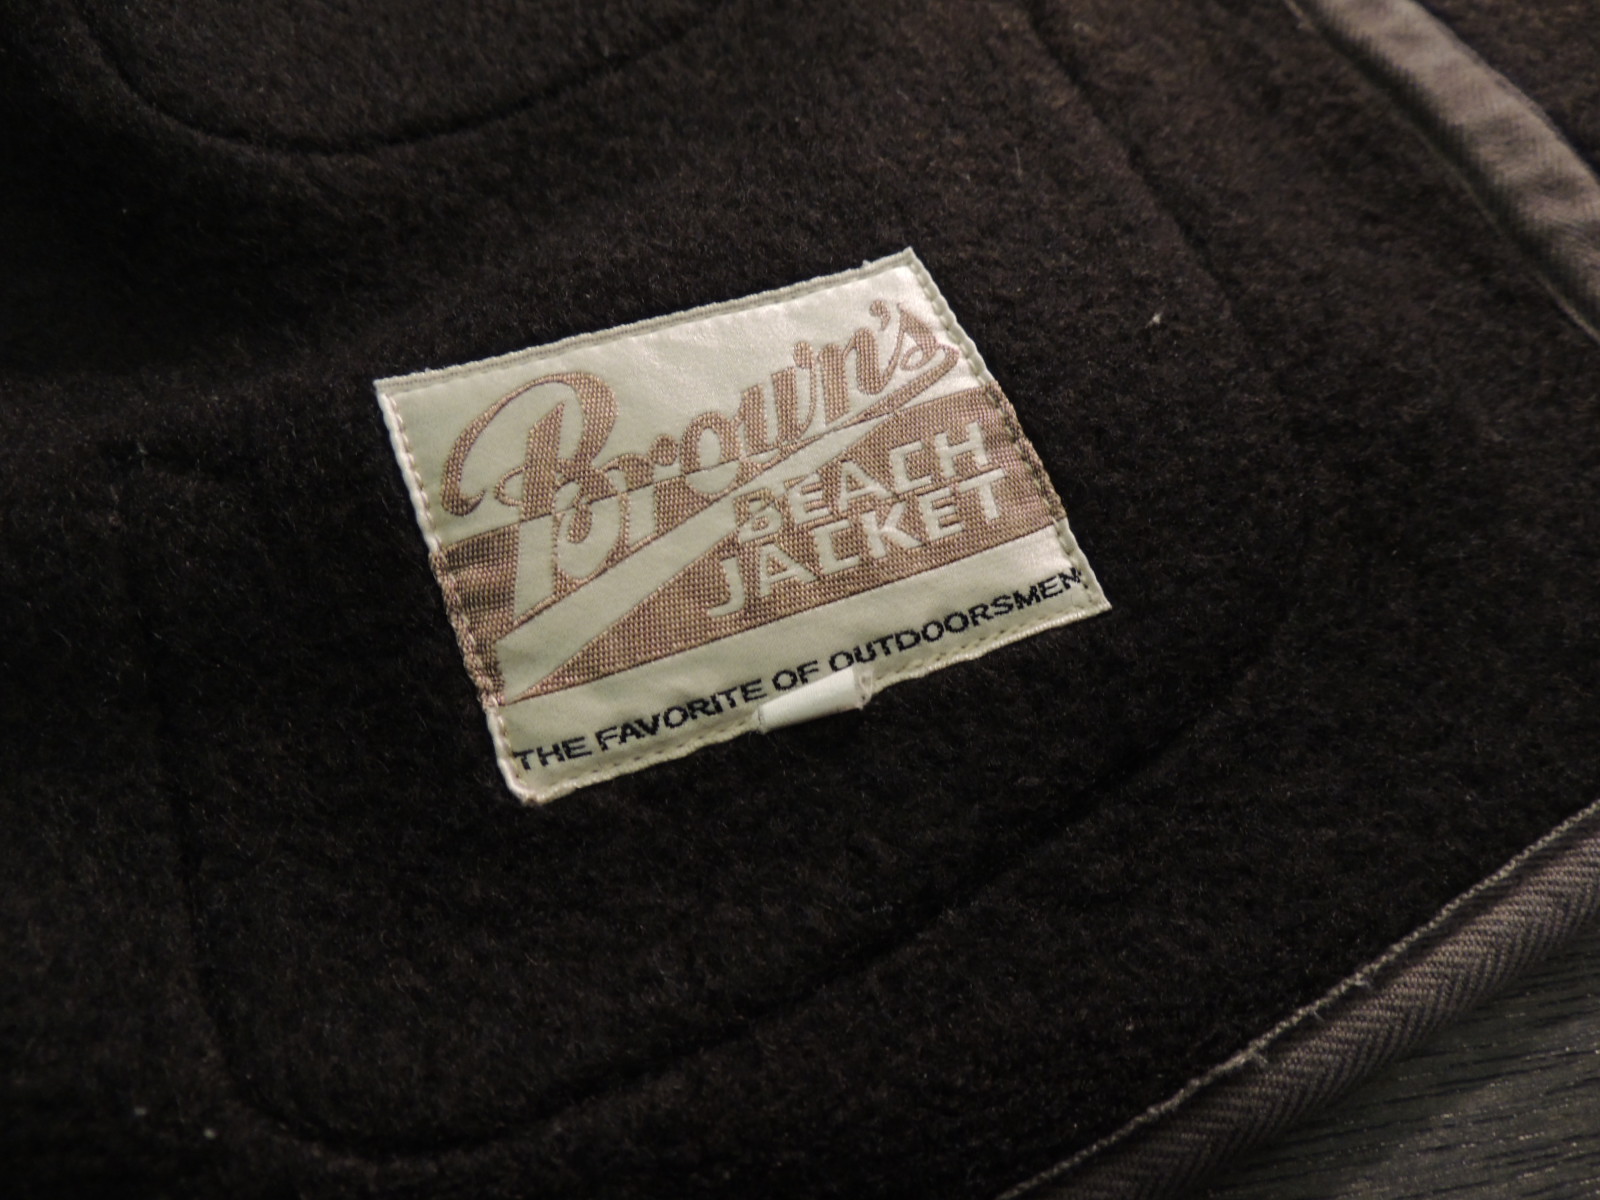 Brown's
BEACH
JACKET
THE FAVORITE OF OUTDOORSMEN